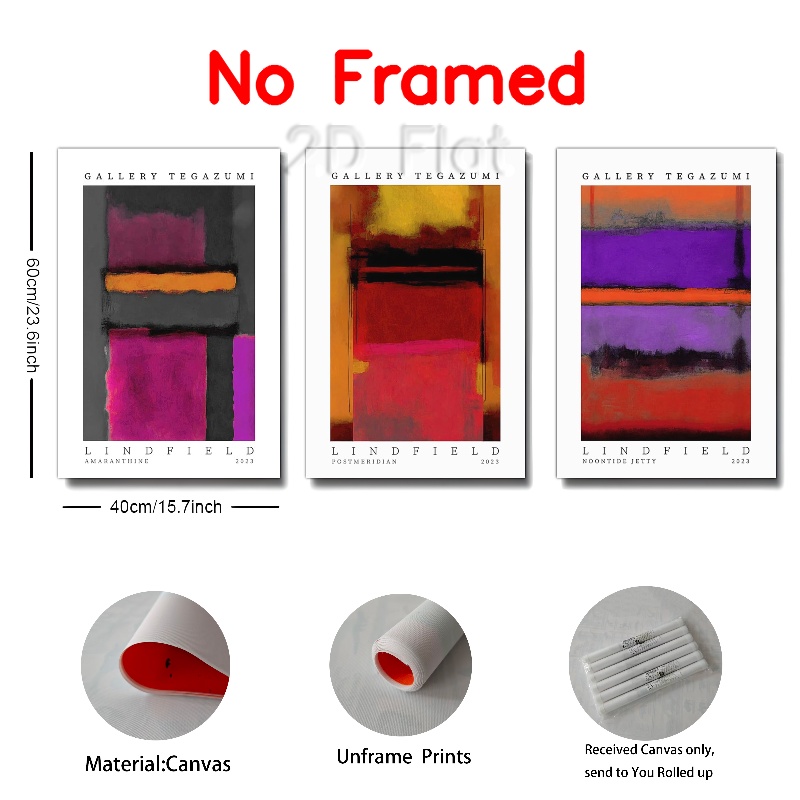 No Framed
2D Flat
GALLERY TEGAZUMI
LINDFIELD
AMARANTHINE 2023
GALLERY TEGAZUMI
LINDFIELD
POSTMERIDIAN 2023
GALLERY TEGAZUMI
LINDFIELD
NOONTIDE JETTY 2023
60cm/23.6inch
40cm/15.7inch
Material:Canvas
Unframe Prints
Received Canvas only,
send to You Rolled up